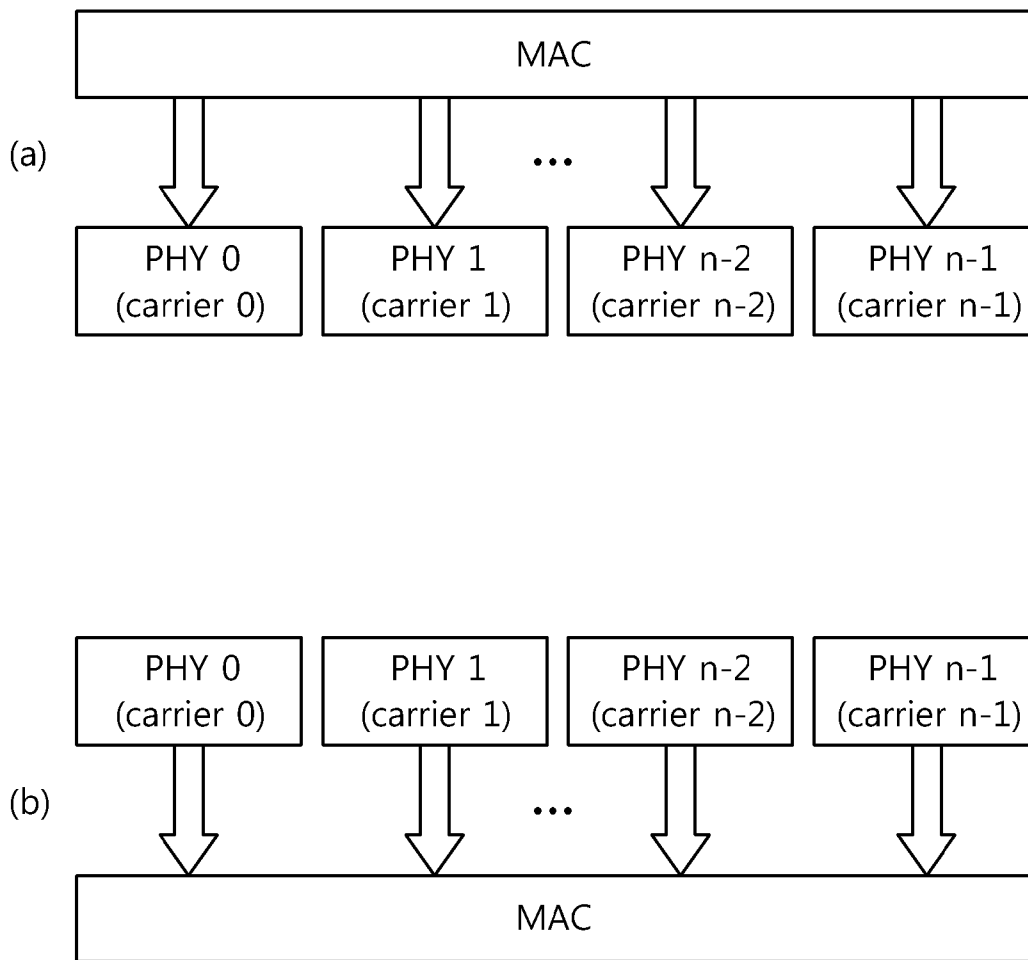 MAC
(a)
...
PHY 0
(carrier 0)
PHY 1
(carrier 1)
PHY n-2
(carrier n-2)
PHY n-1
(carrier n-1)
PHY 0
(carrier 0)
PHY 1
(carrier 1)
PHY n-2
(carrier n-2)
PHY n-1
(carrier n-1)
(b)
...
MAC